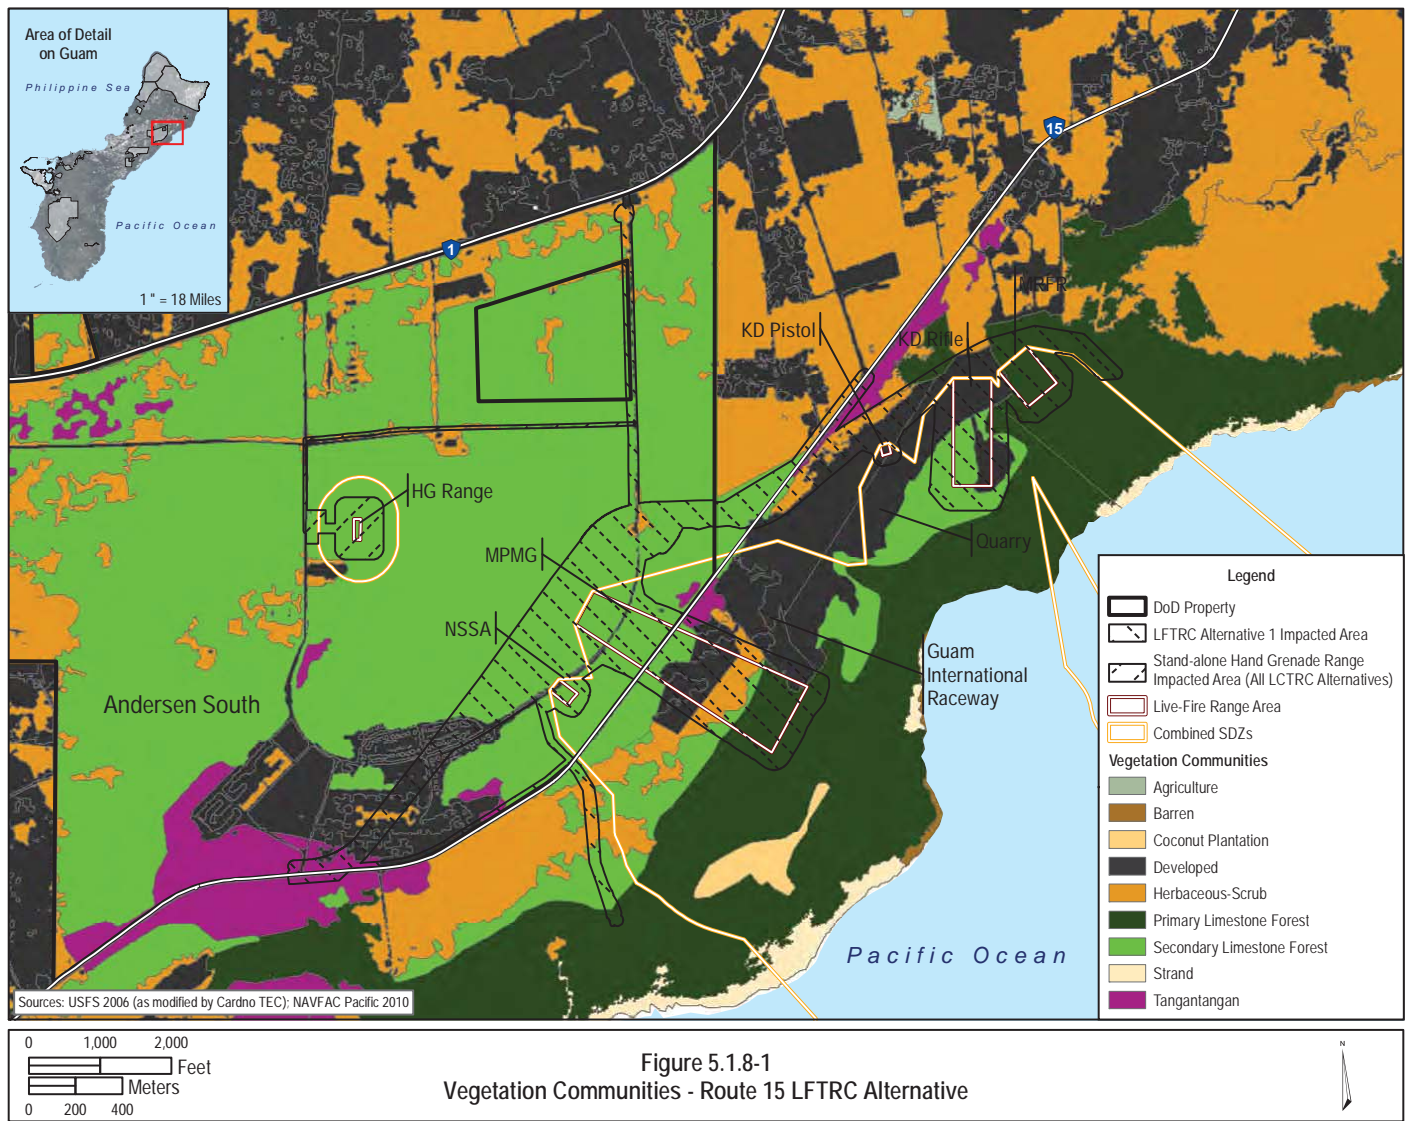 Area of Detail
on Guam
Philippine Sea
Pacific Ocean
1 " = 18 Miles
15
1
MRFR
KD Pistol
KD Rifle
HG Range
MPMG
Quarry
NSSA
Guam
International
Raceway
Andersen South
Pacific Ocean
Legend
DoD Property
LFTRC Alternative 1 Impacted Area
Stand-alone Hand Grenade Range
Impacted Area (All LCTRC Alternatives)
Live-Fire Range Area
Combined SDZs
Vegetation Communities
Agriculture
Barren
Coconut Plantation
Developed
Herbaceous-Scrub
Primary Limestone Forest
Secondary Limestone Forest
Strand
Tangantangan
Sources: USFS 2006 (as modified by Cardno TEC); NAVFAC Pacific 2010
0 1,000 2,000
Feet
Meters
0 200 400
Figure 5.1.8-1
Vegetation Communities - Route 15 LFTRC Alternative
N